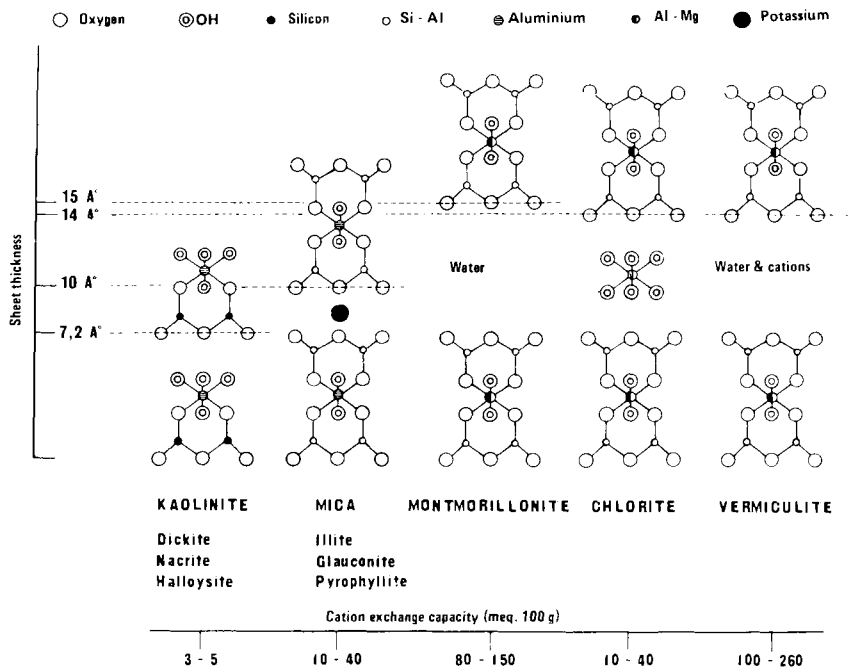 Oxygen OH Silicon Si - Al Aluminium Al - Mg Potassium
Sheet thickness
15 A°
14 A°
10 A°
7,2 A°
Water
Water & cations
KAOLINITE MICA MONTMORILLONITE CHLORITE VERMICULITE
Dickite Illite
Nacrite Glauconite
Halloysite Pyrophyllite
Cation exchange capacity (meq. 100 g)
3 - 5 10 - 40 80 - 150 10 - 40 100 - 260